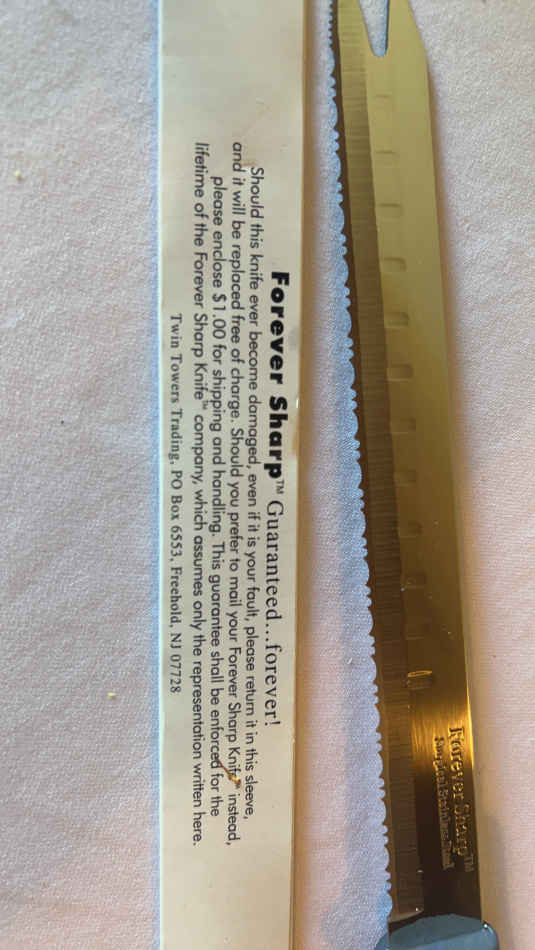 Forever Sharp™ Guaranteed...forever!
Should this knife ever become damaged, even if it is your fault, please return it in this sleeve,
and it will be replaced free of charge. Should you prefer to mail your Forever Sharp Knife™ instead,
please enclose $1.00 for shipping and handling. This guarantee shall be enforced for the
lifetime of the Forever Sharp Knife™ company, which assumes only the representation written here.
Twin Towers Trading, PO Box 6553, Freehold, NJ 07728
Forever Sharp™
Surgical Stainless Steel